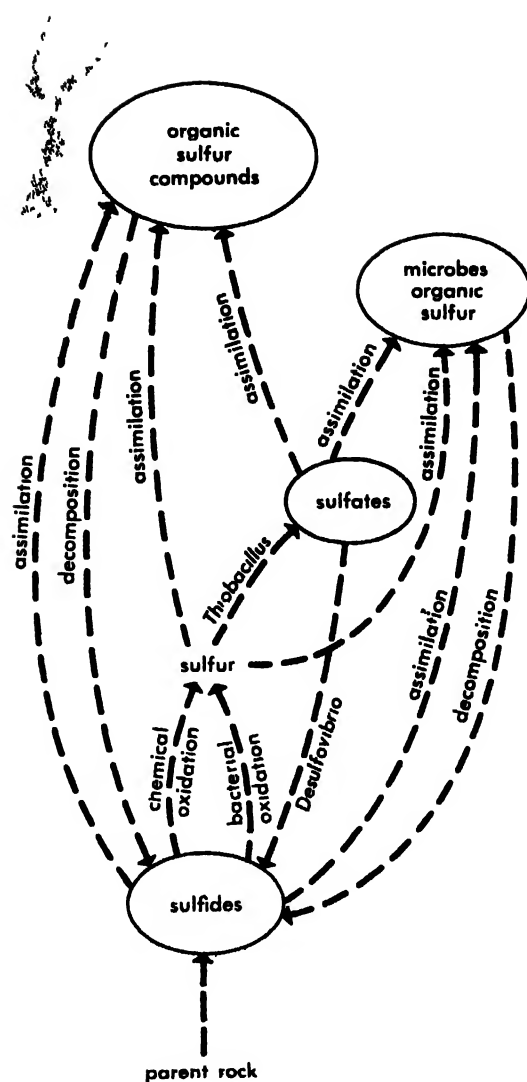 organic
sulfur
compounds
microbes
organic
sulfur
assimilation
assimilation
assimilation
sulfates
assimilation
decomposition
assimilation
Thiobacillus
sulfur
assimilation
decomposition
chemical
oxidation
bacterial
oxidation
Desulfovibrio
sulfides
parent rock